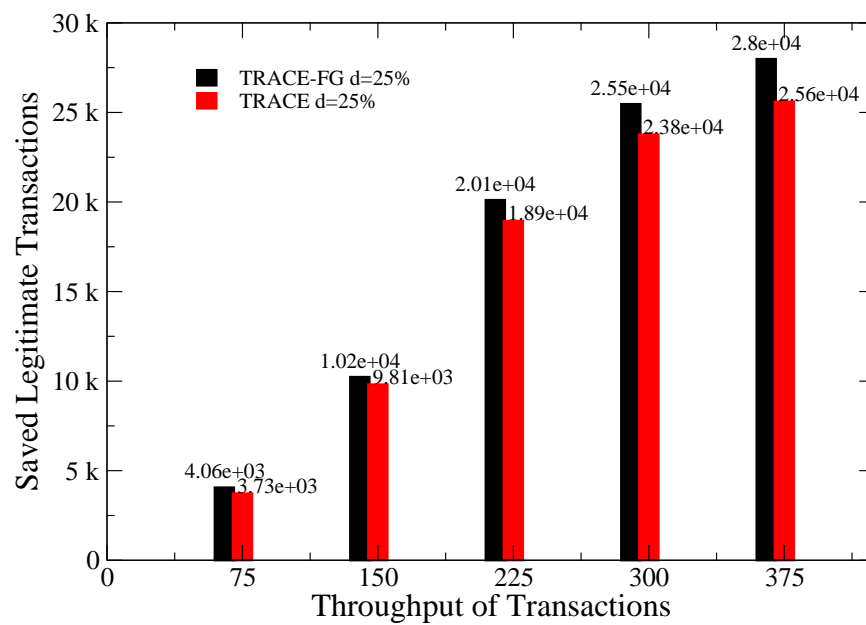 30 k
25 k
20 k
15 k
10 k
5 k
0
Saved Legitimate Transactions
TRACE-FG d=25%
TRACE d=25%
4.06e+03
3.73e+03
1.02e+04
9.81e+03
2.01e+04
1.89e+04
2.55e+04
2.38e+04
2.8e+04
2.56e+04
0 75 150 225 300 375
Throughput of Transactions